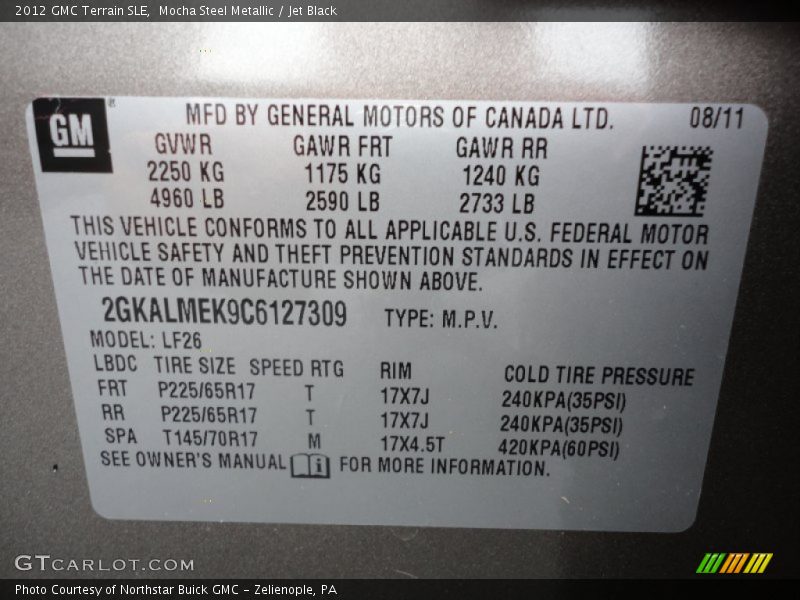 2012 GMC Terrain SLE, Mocha Steel Metallic / Jet Black
GM
®
MFD BY GENERAL MOTORS OF CANADA LTD. 08/11
GVWR GAWR FRT GAWR RR
2250 KG 1175 KG 1240 KG
4960 LB 2590 LB 2733 LB
THIS VEHICLE CONFORMS TO ALL APPLICABLE U.S. FEDERAL MOTOR
VEHICLE SAFETY AND THEFT PREVENTION STANDARDS IN EFFECT ON
THE DATE OF MANUFACTURE SHOWN ABOVE.
2GKALMEK9C6127309 TYPE: M.P.V.
MODEL: LF26
LBDC TIRE SIZE SPEED RTG RIM COLD TIRE PRESSURE
FRT P225/65R17 T 17X7J 240KPA(35PSI)
RR P225/65R17 T 17X7J 240KPA(35PSI)
SPA T145/70R17 M 17X4.5T 420KPA(60PSI)
SEE OWNER'S MANUAL FOR MORE INFORMATION.
GTCARLOT.COM
Photo Courtesy of Northstar Buick GMC - Zelienople, PA